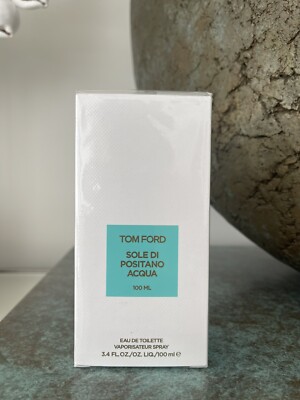 TOM FORD
SOLE DI
POSITANO
ACQUA
100 ML
EAU DE TOILETTE
VAPORISATEUR SPRAY
3.4 FL.OZ./OZ. LIQ./100 ml ℮